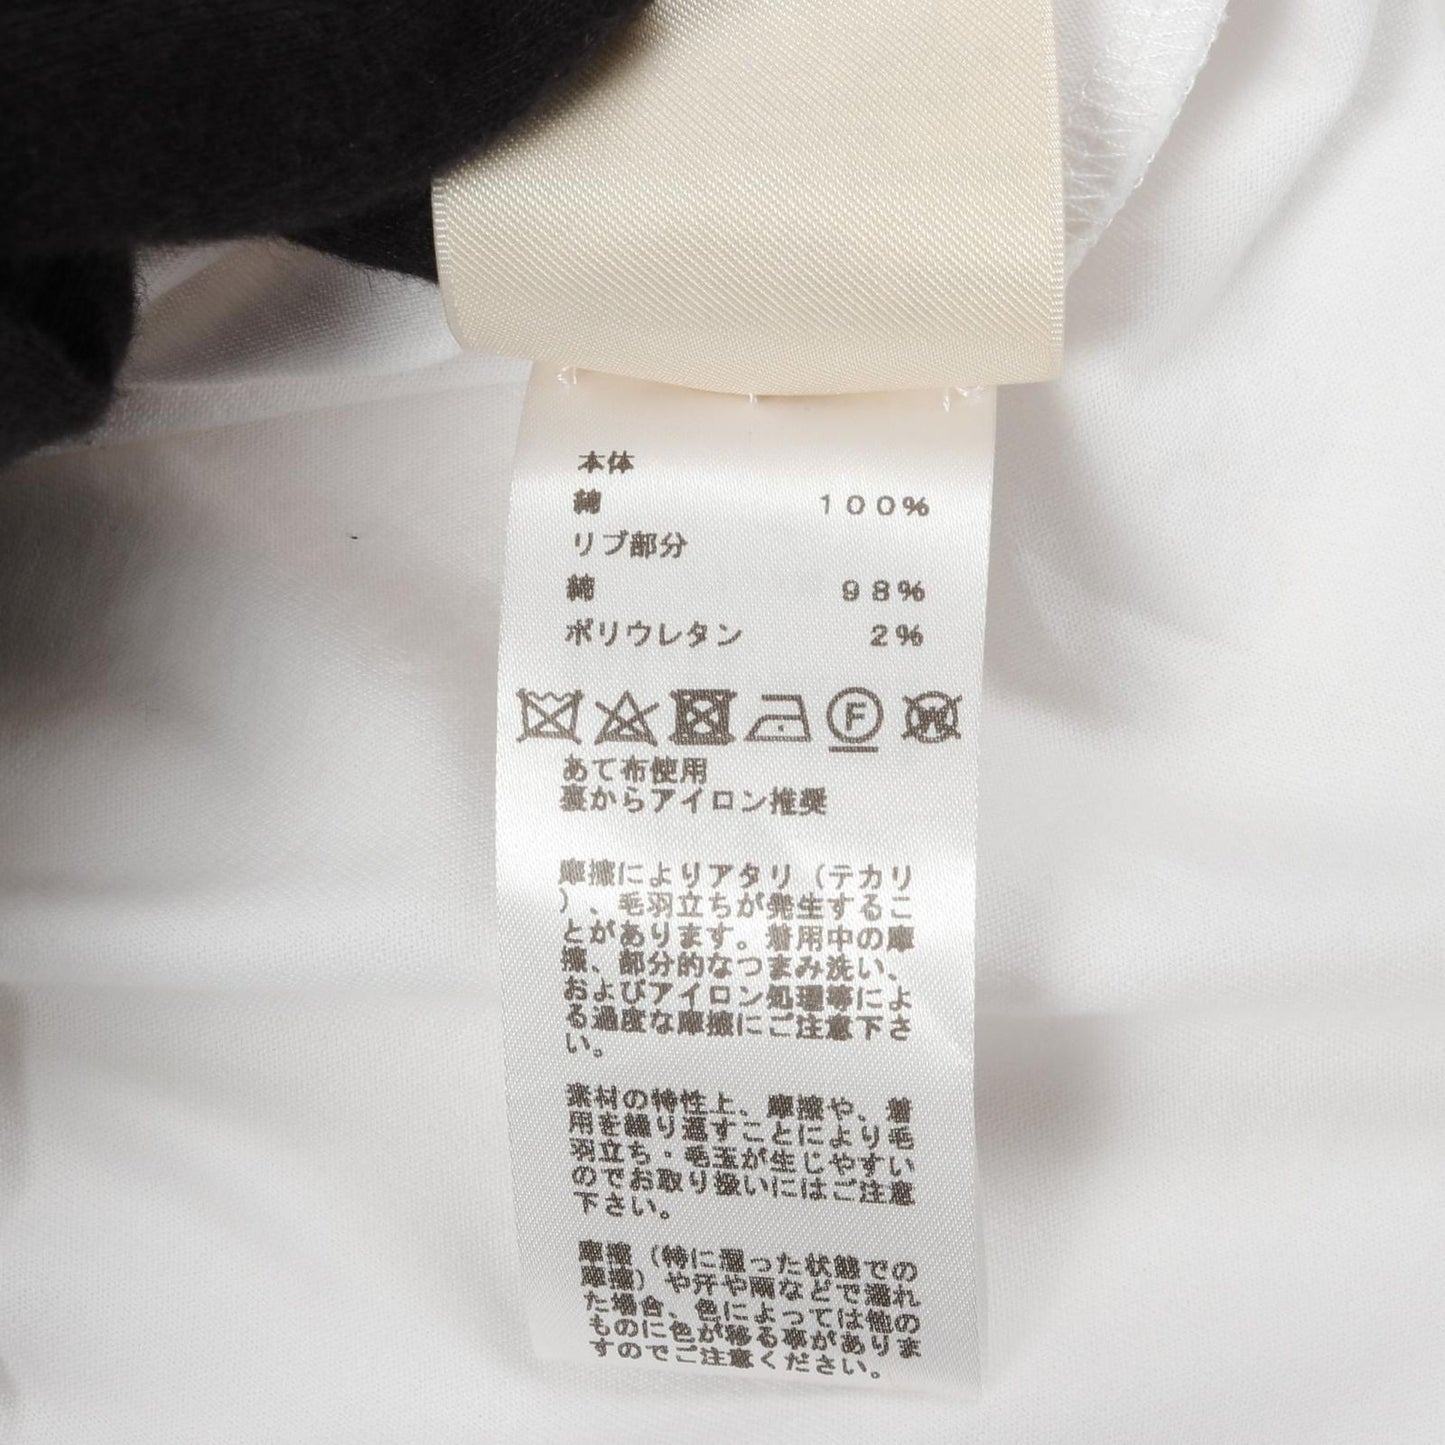 本体
綿 100%
リブ部分
綿 98%
ポリウレタン 2%
F W
あて布使用
裏からアイロン推奨
摩擦によりアタリ（テカリ
）、毛羽立ちが発生するこ
とがあります。着用中の摩
擦、部分的なつまみ洗い、
およびアイロン処理等によ
る過度な摩擦にご注意下さ
い。
素材の特性上、摩擦や、着
用を繰り返すことにより毛
羽立ち・毛玉が生じやすい
のでお取り扱いにはご注意
下さい。
摩擦（特に湿った状態での
摩擦）や汗や雨などで濡れ
た場合、色によっては他の
ものに色が移る事がありま
すのでご注意ください。